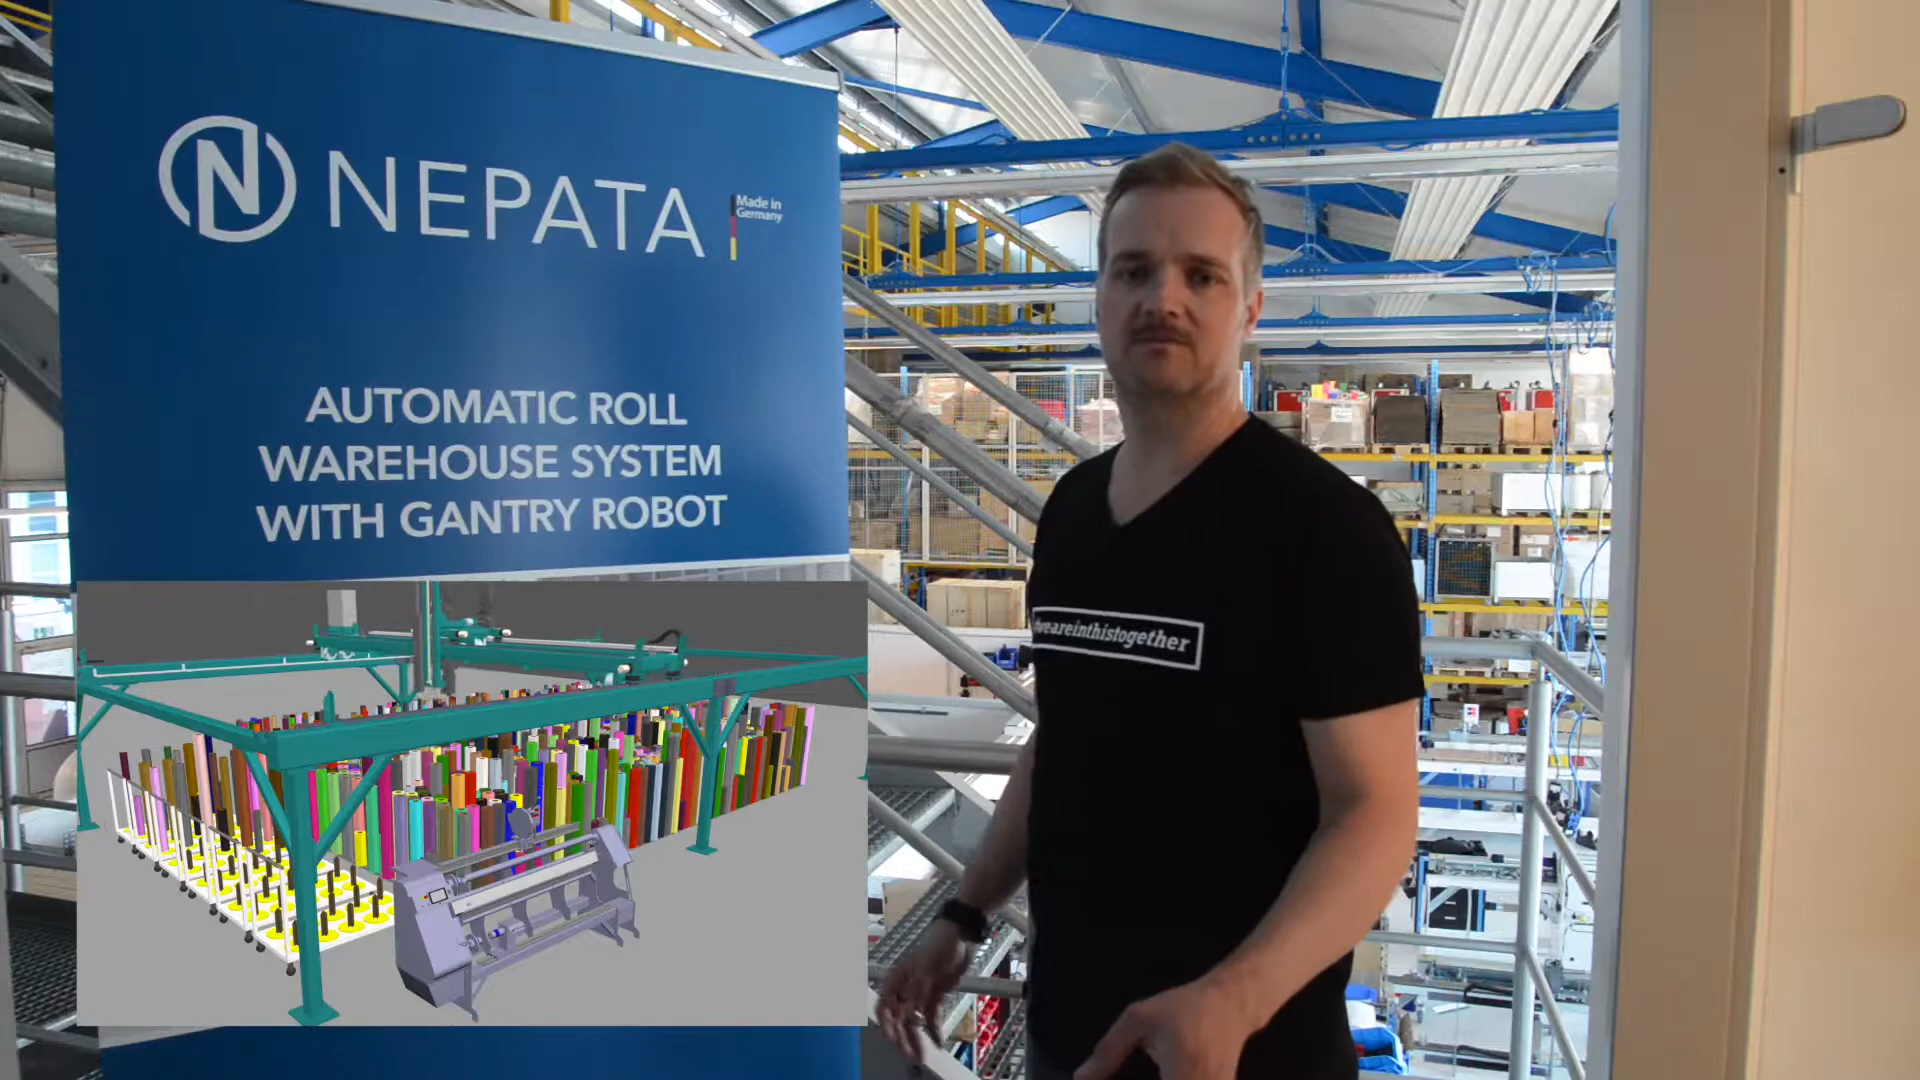 NEPATA
Made in
Germany
AUTOMATIC ROLL
WAREHOUSE SYSTEM
WITH GANTRY ROBOT
#weareinthistogether